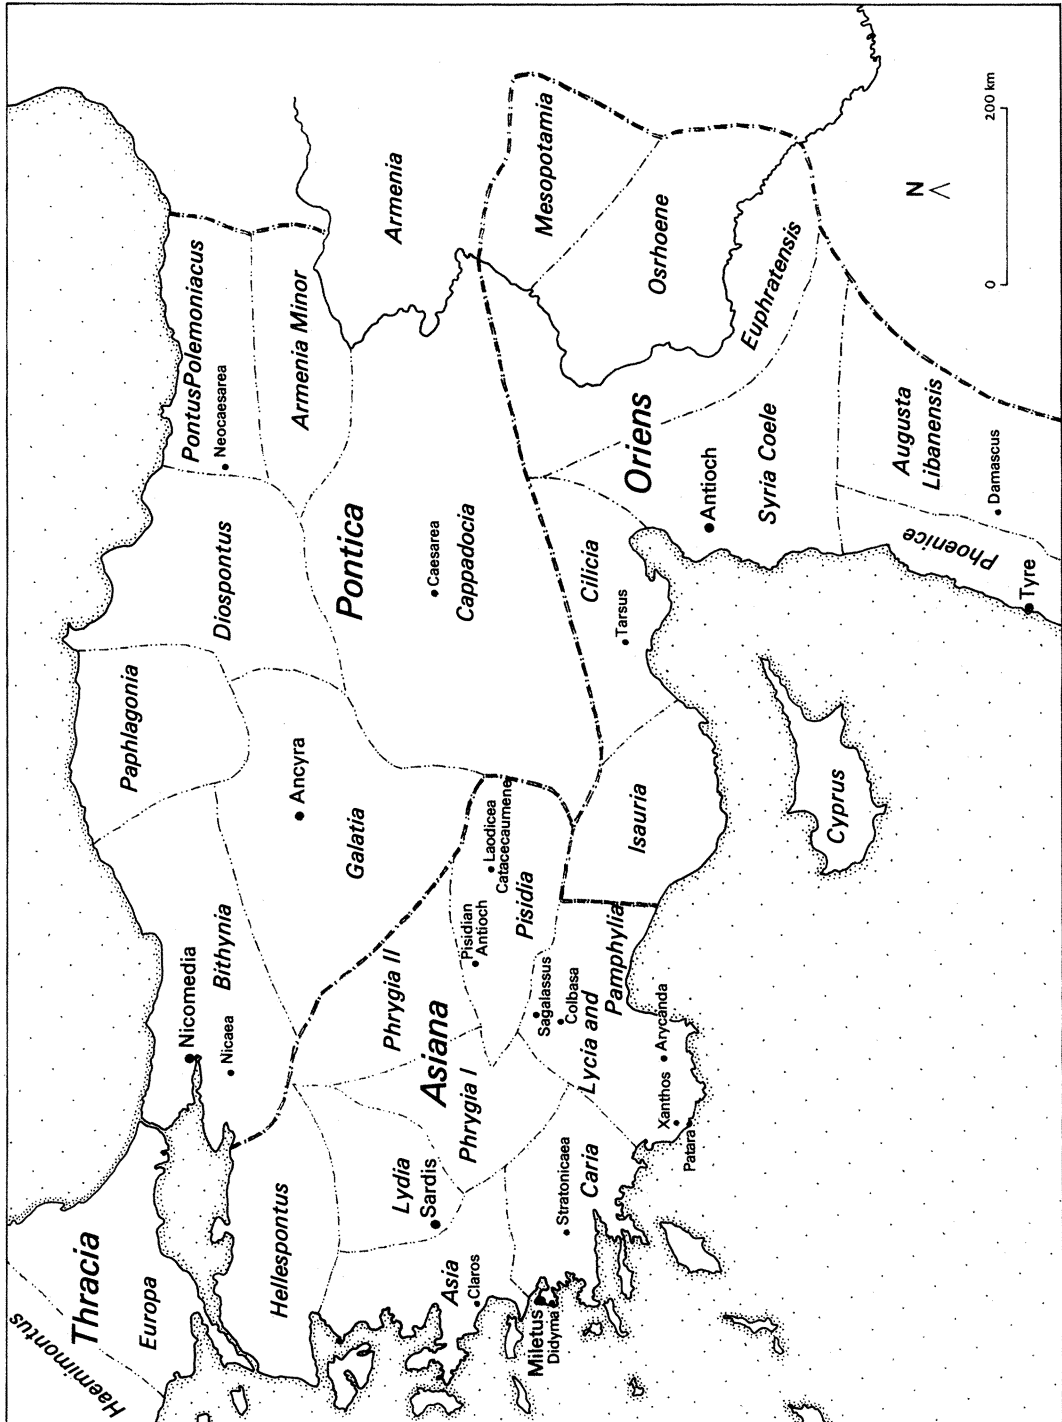 Haemimontus
Thracia
Europa
Nicomedia
Nicaea
Bithynia
Paphlagonia
Diospontus
PontusPolemoniacus
Neocaesarea
Armenia Minor
Armenia
Hellespontus
Galatia
Ancyra
Pontica
Caesarea
Cappadocia
Lydia
Sardis
Asia
Claros
Asiana
Phrygia I
Phrygia II
Pisidian
Antioch
Laodicea
Catacecaumene
Pisidia
Miletus
Didyma
Stratonicaea
Caria
Sagalassus
Colbasa
Lycia and
Pamphylia
Xanthos
Arycanda
Patara
Isauria
Cilicia
Tarsus
Cyprus
Oriens
Antioch
Syria Coele
Euphratensis
Osrhoene
Mesopotamia
Augusta
Libanensis
Damascus
Phoenice
Tyre
N
0
200 km